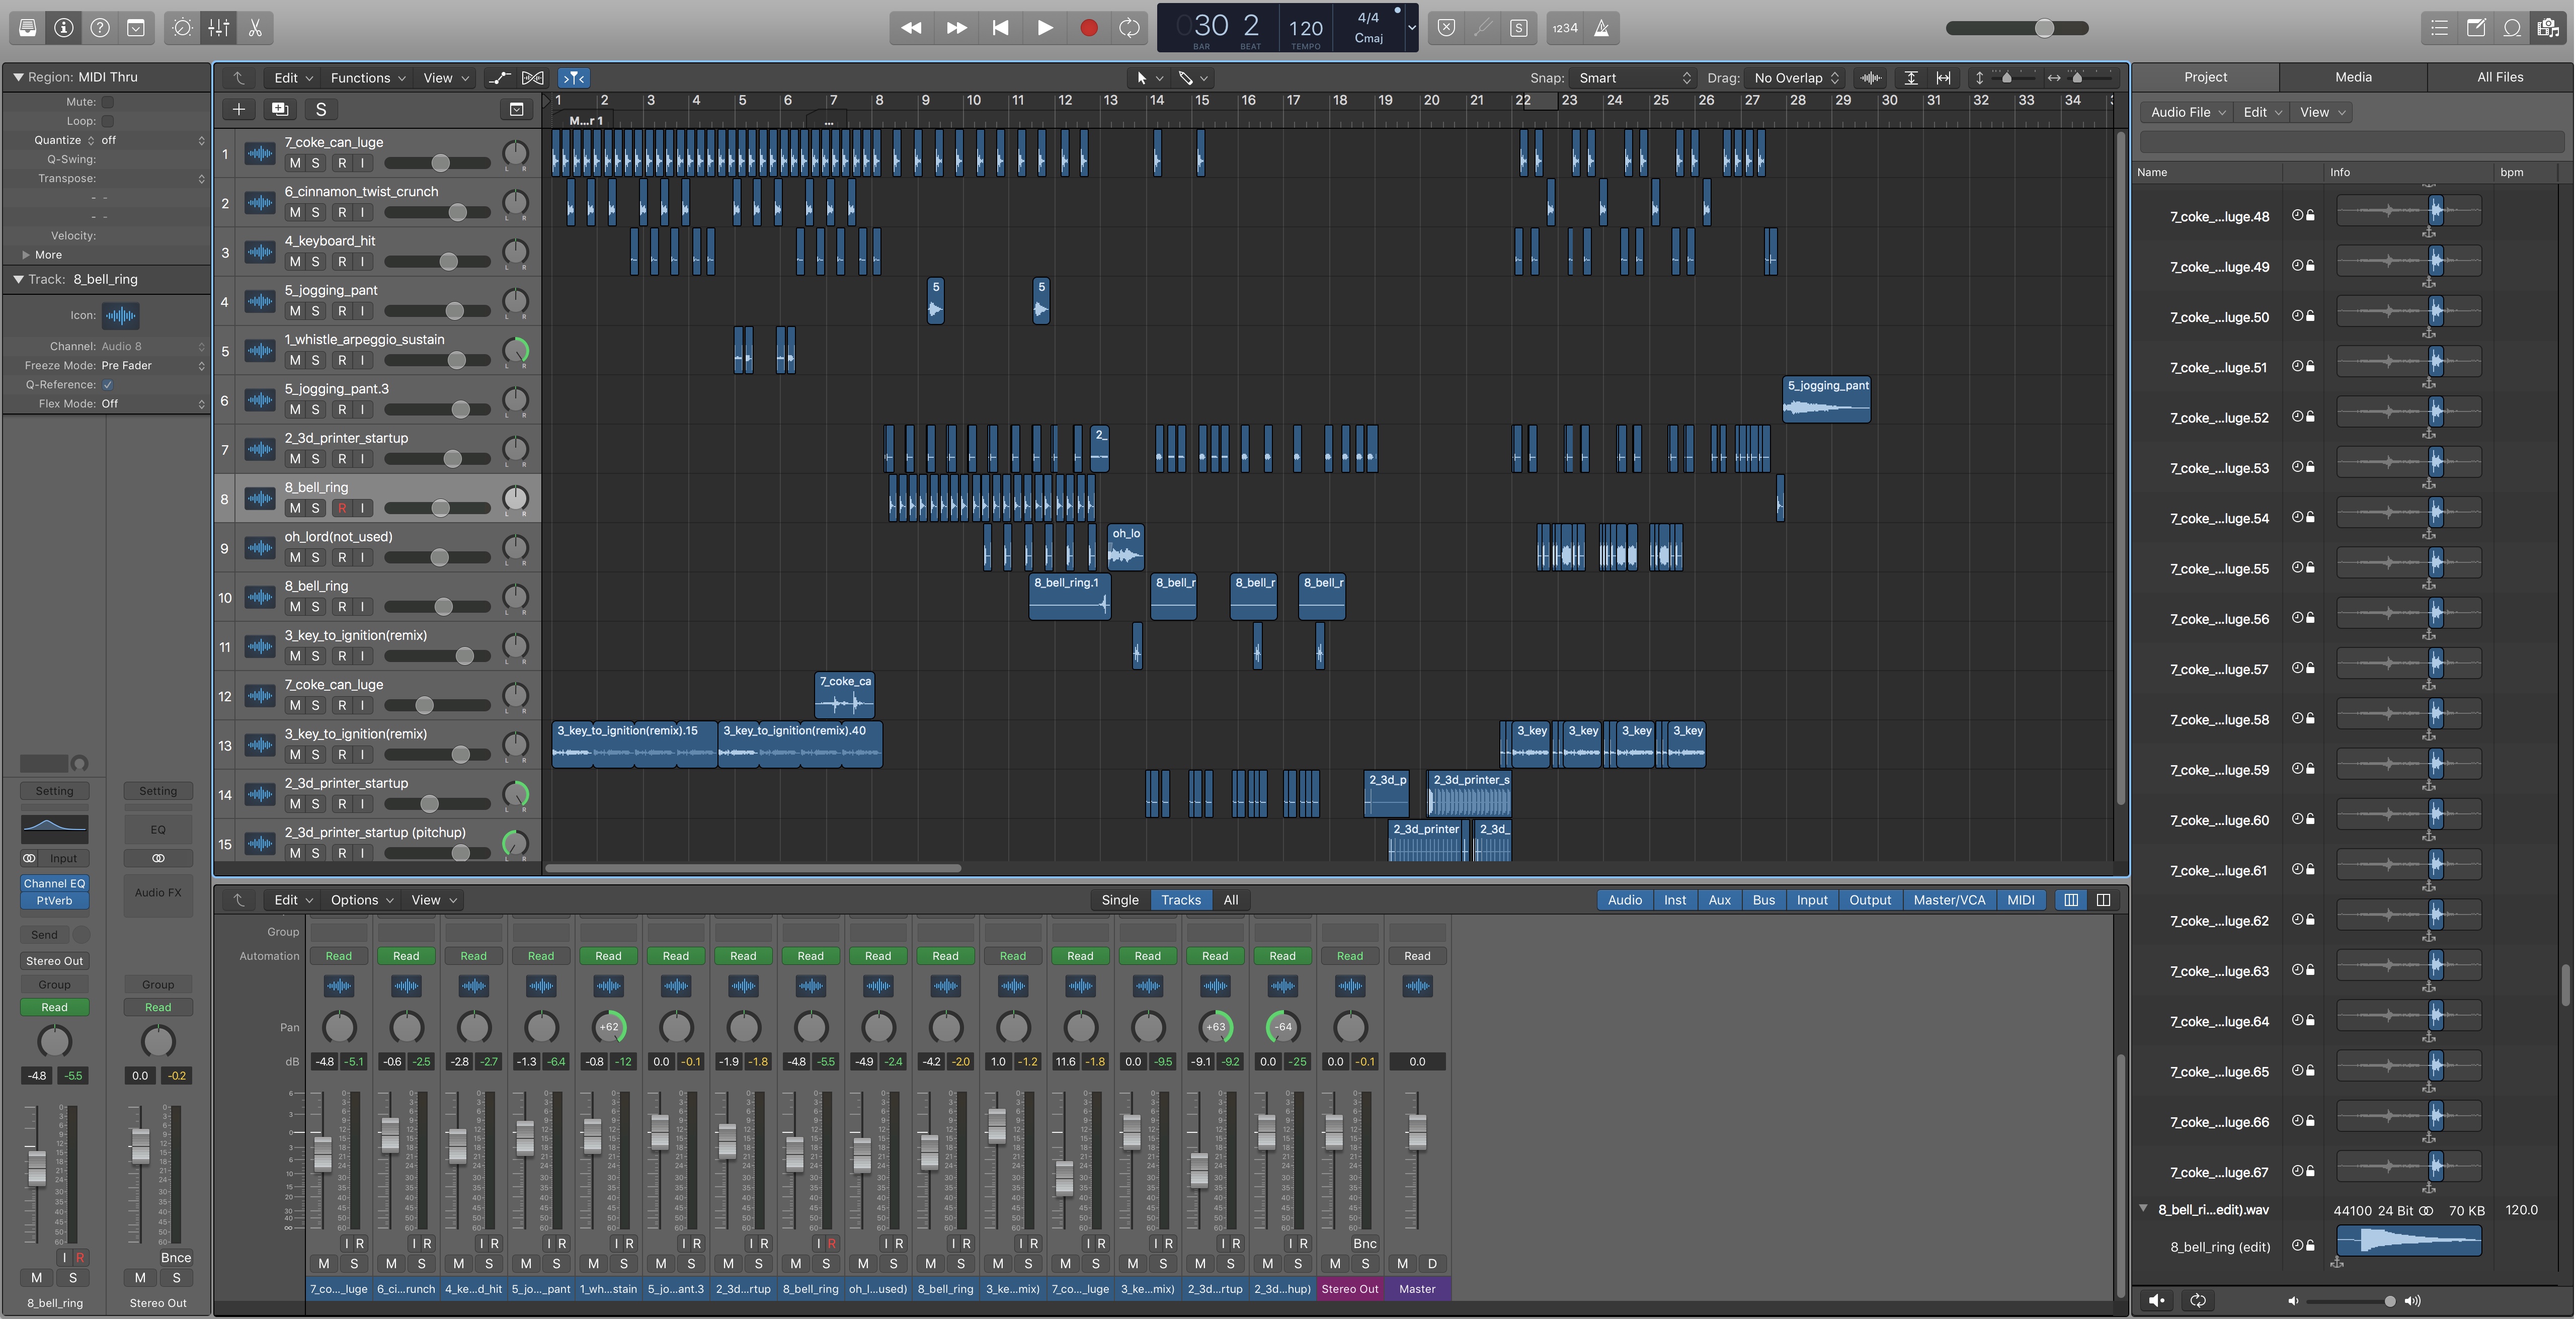 030 2 120 4/4 Cmaj
BAR BEAT TEMPO
1234
Region: MIDI Thru
Mute:
Loop:
Quantize off
Q-Swing:
Transpose:
Velocity:
More
Track: 8_bell_ring
Icon:
Channel: Audio 8
Freeze Mode: Pre Fader
Q-Reference:
Flex Mode: Off
Setting Setting
EQ
Input
Channel EQ
PtVerb
Audio FX
Send
Stereo Out
Group Group
Read Read
-4.8 -5.5 0.0 -0.2
I R Bnce
M S M S
8_bell_ring Stereo Out
Edit Functions View Snap: Smart Drag: No Overlap
S
1 2 3 4 5 6 7 8 9 10 11 12 13 14 15 16 17 18 19 20 21 22 23 24 25 26 27 28 29 30 31 32 33 34
M...r 1 ...
1 7_coke_can_luge
M S R I
2 6_cinnamon_twist_crunch
M S R I
3 4_keyboard_hit
M S R I
4 5_jogging_pant
M S R I
5 5
5 1_whistle_arpeggio_sustain
M S R I
6 5_jogging_pant.3
M S R I
5_jogging_pant
7 2_3d_printer_startup
M S R I
2_
8 8_bell_ring
M S R I
9 oh_lord(not_used)
M S R I
oh_lo
10 8_bell_ring
M S R I
8_bell_ring.1 8_bell_r 8_bell_r 8_bell_r
11 3_key_to_ignition(remix)
M S R I
12 7_coke_can_luge
M S R I
7_coke_ca
13 3_key_to_ignition(remix)
M S R I
3_key_to_ignition(remix).15 3_key_to_ignition(remix).40 3_key 3_key 3_key 3_key
14 2_3d_printer_startup
M S R I
2_3d_p 2_3d_printer_s
15 2_3d_printer_startup (pitchup)
M S R I
2_3d_printer 2_3d_
Edit Options View Single Tracks All Audio Inst Aux Bus Input Output Master/VCA MIDI
Group
Automation Read Read Read Read Read Read Read Read Read Read Read Read Read Read Read Read Read
Pan +62 +63 -64
dB -4.8 -5.1 -0.6 -2.5 -2.8 -2.7 -1.3 -6.4 -0.8 -12 0.0 -0.1 -1.9 -1.8 -4.8 -5.5 -4.9 -2.4 -4.2 -2.0 1.0 -1.2 11.6 -1.8 0.0 -9.5 -9.1 -9.2 0.0 -25 0.0 -0.1 0.0
I R I R I R I R I R I R I R I R I R I R I R I R I R I R I R Bnc
M S M S M S M S M S M S M S M S M S M S M S M S M S M S M S M S M D
7_co..._luge 6_ci...runch 4_ke...d_hit 5_jo..._pant 1_wh...stain 5_jo...ant.3 2_3d...rtup 8_bell_ring oh_l...used) 8_bell_ring 3_ke...mix) 7_co..._luge 3_ke...mix) 2_3d...rtup 2_3d...hup) Stereo Out Master
Project Media All Files
Audio File Edit View
Name Info bpm
7_coke_...luge.48
7_coke_...luge.49
7_coke_...luge.50
7_coke_...luge.51
7_coke_...luge.52
7_coke_...luge.53
7_coke_...luge.54
7_coke_...luge.55
7_coke_...luge.56
7_coke_...luge.57
7_coke_...luge.58
7_coke_...luge.59
7_coke_...luge.60
7_coke_...luge.61
7_coke_...luge.62
7_coke_...luge.63
7_coke_...luge.64
7_coke_...luge.65
7_coke_...luge.66
7_coke_...luge.67
8_bell_ri...edit).wav 44100 24 Bit 70 KB 120.0
8_bell_ring (edit)